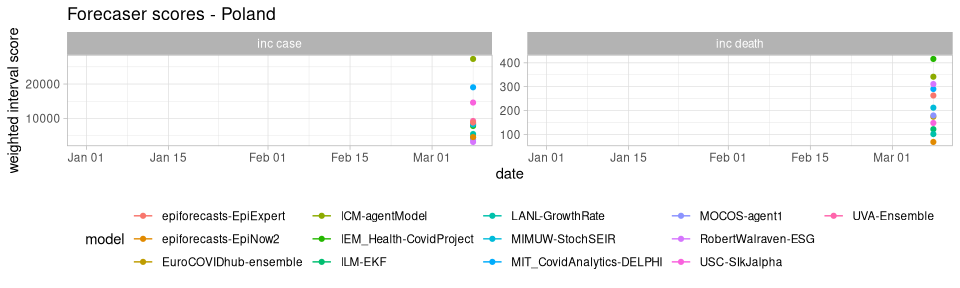 Forecaser scores - Poland
inc case
inc death
weighted interval score
20000
10000
400
300
200
100
Jan 01 Jan 15 Feb 01 Feb 15 Mar 01
Jan 01 Jan 15 Feb 01 Feb 15 Mar 01
date
model
epiforecasts-EpiExpert ICM-agentModel LANL-GrowthRate MOCOS-agent1 UVA-Ensemble
epiforecasts-EpiNow2 IEM_Health-CovidProject MIMUW-StochSEIR RobertWalraven-ESG
EuroCOVIDhub-ensemble ILM-EKF MIT_CovidAnalytics-DELPHI USC-SIkJalpha